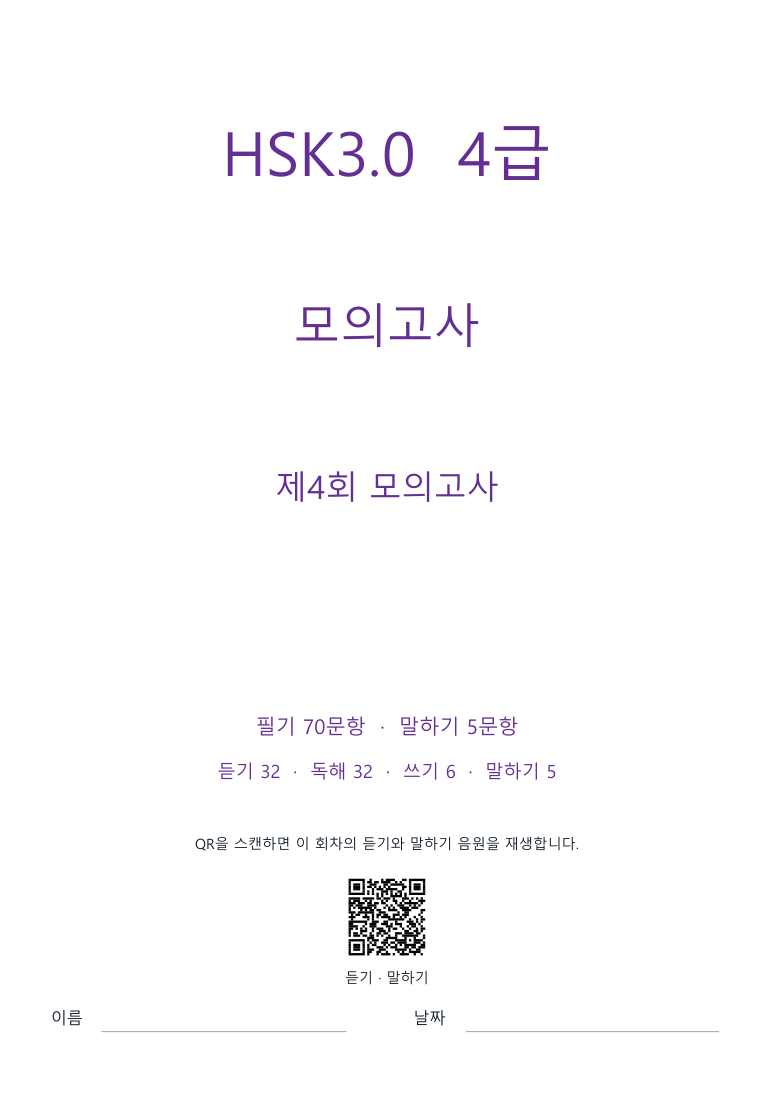 HSK3.0 4급
모의고사
제4회 모의고사
필기 70문항 · 말하기 5문항
듣기 32 · 독해 32 · 쓰기 6 · 말하기 5
QR을 스캔하면 이 회차의 듣기와 말하기 음원을 재생합니다.
듣기 · 말하기
이름 날짜